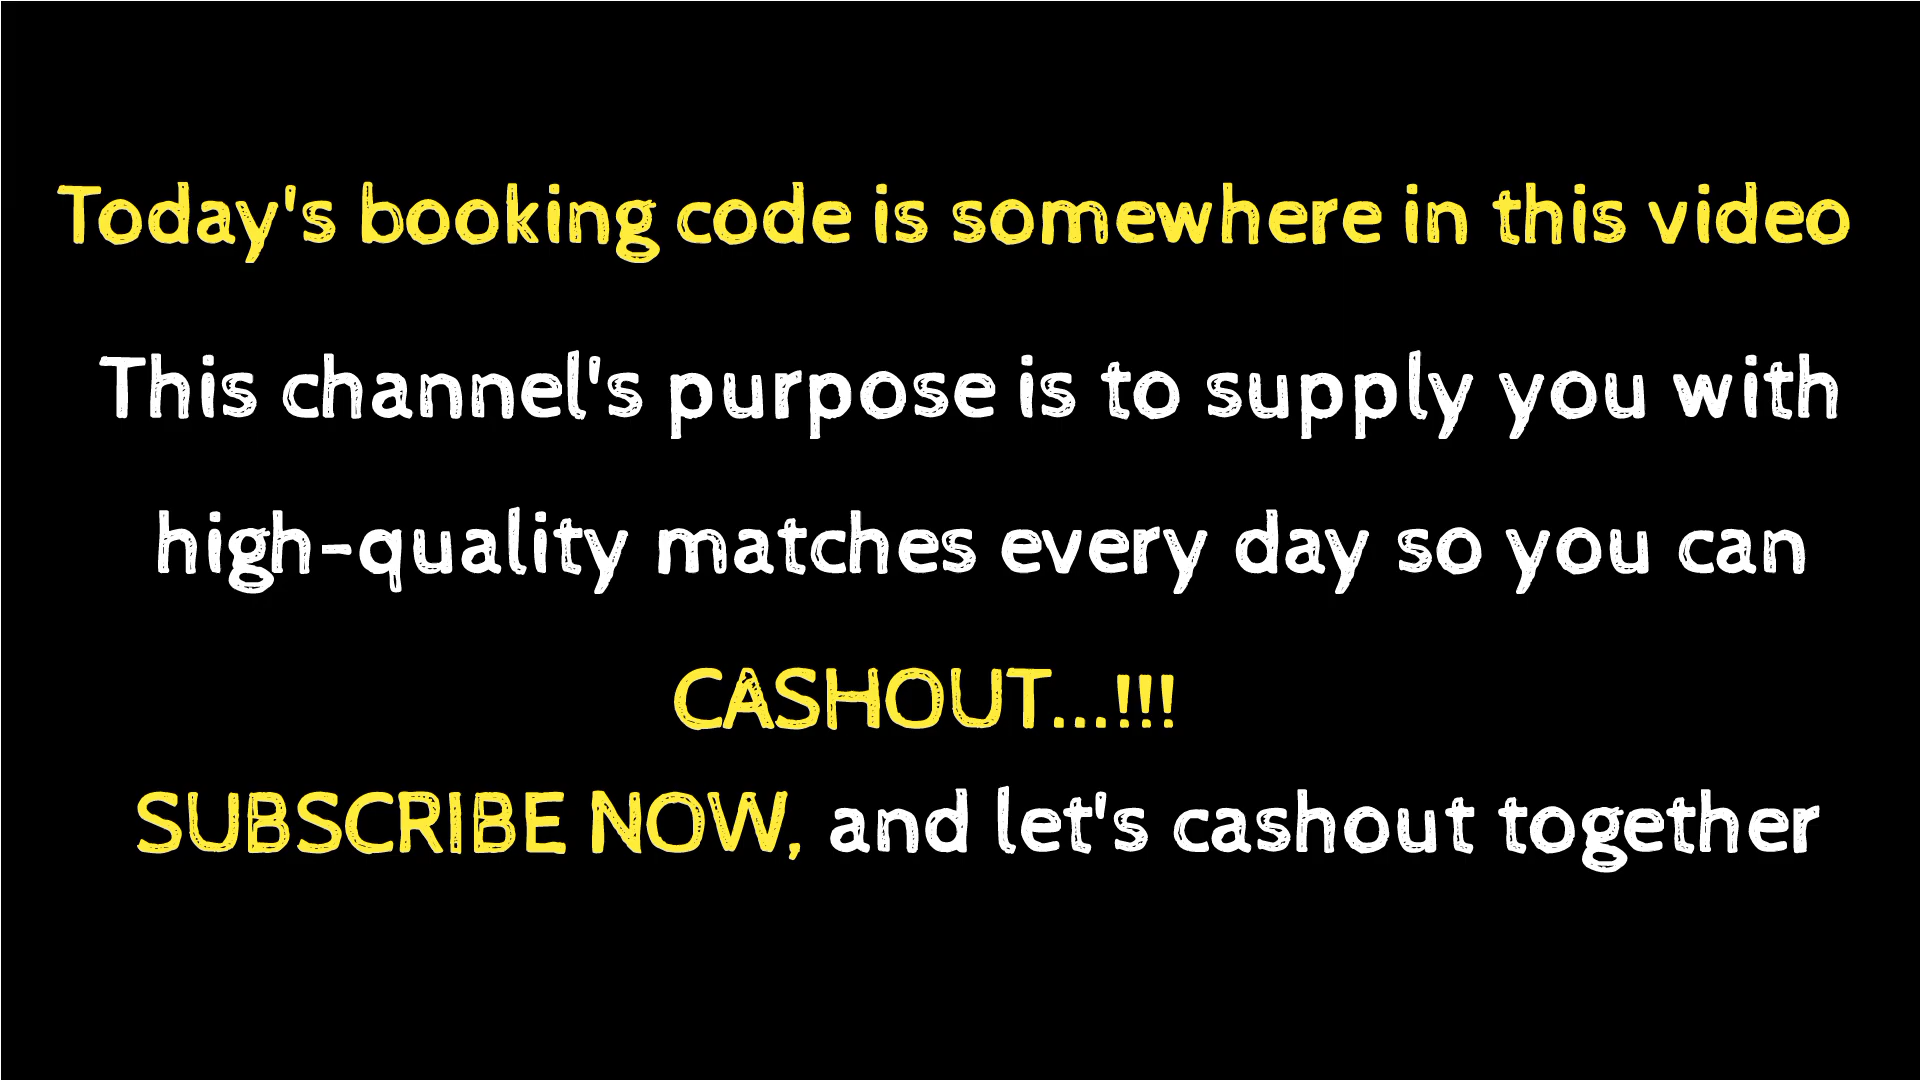 Today's booking code is somewhere in this video
This channel's purpose is to supply you with
high-quality matches every day so you can
CASHOUT...!!!
SUBSCRIBE NOW, and let's cashout together